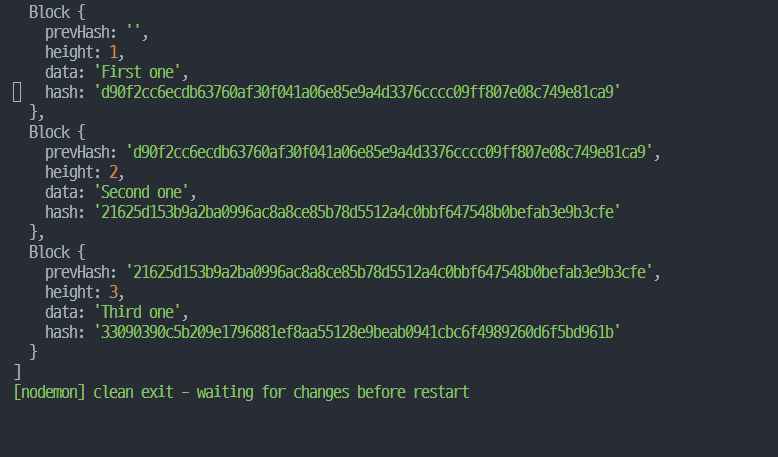 Block {
prevHash: '',
height: 1,
data: 'First one',
hash: 'd90f2cc6ecdb63760af30f041a06e85e9a4d3376cccc09ff807e08c749e81ca9'
},
Block {
prevHash: 'd90f2cc6ecdb63760af30f041a06e85e9a4d3376cccc09ff807e08c749e81ca9',
height: 2,
data: 'Second one',
hash: '21625d153b9a2ba0996ac8a8ce85b78d5512a4c0bbf647548b0befab3e9b3cfe'
},
Block {
prevHash: '21625d153b9a2ba0996ac8a8ce85b78d5512a4c0bbf647548b0befab3e9b3cfe',
height: 3,
data: 'Third one',
hash: '33090390c5b209e1796881ef8aa55128e9beab0941cbc6f4989260d6f5bd961b'
}
]
[nodemon] clean exit - waiting for changes before restart